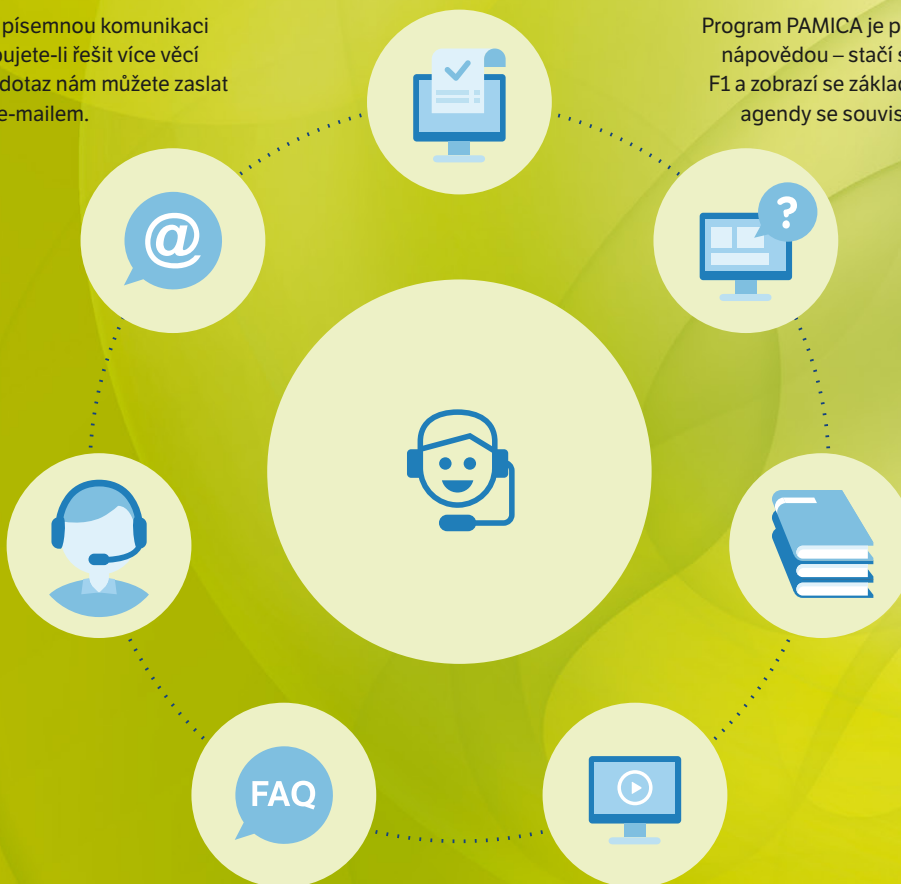 písemnou komunikaci
ujete-li řešit více věcí
dotaz nám můžete zaslat
e-mailem.
Program PAMICA je p
nápovědou – stačí s
F1 a zobrazí se základ
agendy se souvis
@
?
FAQ